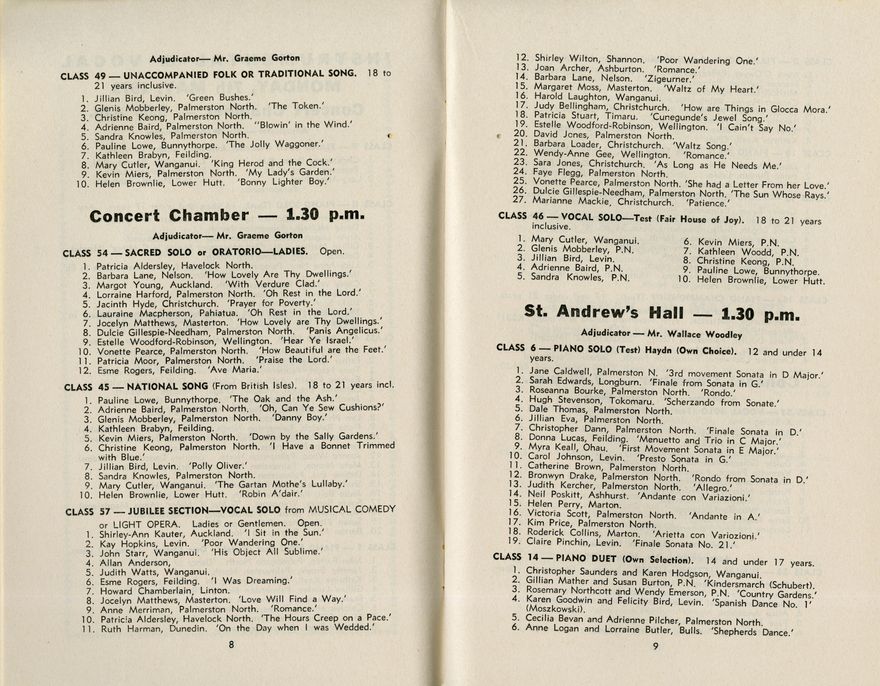 Adjudicator— Mr. Graeme Gorton
CLASS 49 — UNACCOMPANIED FOLK OR TRADITIONAL SONG. 18 to
21 years inclusive.
1. Jillian Bird, Levin. 'Green Bushes.'
2. Glenis Mobberley, Palmerston North. 'The Token.'
3. Christine Keong, Palmerston North.
4. Adrienne Baird, Palmerston North. ''Blowin' in the Wind.'
5. Sandra Knowles, Palmerston North.
6. Pauline Lowe, Bunnythorpe. 'The Jolly Waggoner.'
7. Kathleen Brabyn, Feilding.
8. Mary Cutler, Wanganui. 'King Herod and the Cock.'
9. Kevin Miers, Palmerston North. 'My Lady's Garden.'
10. Helen Brownlie, Lower Hutt. 'Bonny Lighter Boy.'
Concert Chamber — 1.30 p.m.
Adjudicator— Mr. Graeme Gorton
CLASS 54 — SACRED SOLO or ORATORIO—LADIES. Open.
1. Patricia Aldersley, Havelock North.
2. Barbara Lane, Nelson. 'How Lovely Are Thy Dwellings.'
3. Margot Young, Auckland. 'With Verdure Clad.'
4. Lorraine Harford, Palmerston North. 'Oh Rest in the Lord.'
5. Jacinth Hyde, Christchurch. 'Prayer for Poverty.'
6. Lauraine Macpherson, Pahiatua. 'Oh Rest in the Lord.'
7. Jocelyn Matthews, Masterton. 'How Lovely are Thy Dwellings.'
8. Dulcie Gillespie-Needham, Palmerston North. 'Panis Angelicus.'
9. Estelle Woodford-Robinson, Wellington. 'Hear Ye Israel.'
10. Vonette Pearce, Palmerston North. 'How Beautiful are the Feet.'
11. Patricia Moor, Palmerston North. 'Praise the Lord.'
12. Esme Rogers, Feilding. 'Ave Maria.'
CLASS 45 — NATIONAL SONG (From British Isles). 18 to 21 years incl.
1. Pauline Lowe, Bunnythorpe. 'The Oak and the Ash.'
2. Adrienne Baird, Palmerston North. 'Oh, Can Ye Sew Cushions?'
3. Glenis Mobberley, Palmerston North. 'Danny Boy.'
4. Kathleen Brabyn, Feilding.
5. Kevin Miers, Palmerston North. 'Down by the Sally Gardens.'
6. Christine Keong, Palmerston North. 'I Have a Bonnet Trimmed
with Blue.'
7. Jillian Bird, Levin. 'Polly Oliver.'
8. Sandra Knowles, Palmerston North.
9. Mary Cutler, Wanganui. 'The Gartan Mothe's Lullaby.'
10. Helen Brownlie, Lower Hutt. 'Robin A'dair.'
CLASS 57 — JUBILEE SECTION—VOCAL SOLO from MUSICAL COMEDY
or LIGHT OPERA. Ladies or Gentlemen. Open.
1. Shirley-Ann Kauter, Auckland. 'I Sit in the Sun.'
2. Kay Hopkins, Levin. 'Poor Wandering One.'
3. John Starr, Wanganui. 'His Object All Sublime.'
4. Allan Anderson,
5. Judith Watts, Wanganui.
6. Esme Rogers, Feilding. 'I Was Dreaming.'
7. Howard Chamberlain, Linton.
8. Jocelyn Matthews, Masterton. 'Love Will Find a Way.'
9. Anne Merriman, Palmerston North. 'Romance.'
10. Patricia Aldersley, Havelock North. 'The Hours Creep on a Pace.'
11. Ruth Harman, Dunedin. 'On the Day when I was Wedded.'
8
12. Shirley Wilton, Shannon. 'Poor Wandering One.'
13. Joan Archer, Ashburton. 'Romance.'
14. Barbara Lane, Nelson. 'Zigeurner.'
15. Margaret Moss, Masterton. 'Waltz of My Heart.'
16. Harold Laughton, Wanganui.
17. Judy Bellingham, Christchurch. 'How are Things in Glocca Mora.'
18. Patricia Stuart, Timaru. 'Cunegunde's Jewel Song.'
19. Estelle Woodford-Robinson, Wellington. 'I Cain't Say No.'
20. David Jones, Palmerston North.
21. Barbara Loader, Christchurch. 'Waltz Song.'
22. Wendy-Anne Gee, Wellington. 'Romance.'
23. Sara Jones, Christchurch. 'As Long as He Needs Me.'
24. Faye Flegg, Palmerston North.
25. Vonette Pearce, Palmerston North. 'She had a Letter From her Love.'
26. Dulcie Gillespie-Needham, Palmerston North. 'The Sun Whose Rays.'
27. Marianne Mackie, Christchurch. 'Patience.'
CLASS 46 — VOCAL SOLO—Test (Fair House of Joy). 18 to 21 years
inclusive.
1. Mary Cutler, Wanganui.
2. Glenis Mobberley, P.N.
3. Jillian Bird, Levin.
4. Adrienne Baird, P.N.
5. Sandra Knowles, P.N.
6. Kevin Miers, P.N.
7. Kathleen Woodd, P.N.
8. Christine Keong, P.N.
9. Pauline Lowe, Bunnythorpe.
10. Helen Brownlie, Lower Hutt.
St. Andrew's Hall — 1.30 p.m.
Adjudicator — Mr. Wallace Woodley
CLASS 6 — PIANO SOLO (Test) Haydn (Own Choice). 12 and under 14
years.
1. Jane Caldwell, Palmerston N. '3rd movement Sonata in D Major.'
2. Sarah Edwards, Longburn. 'Finale from Sonata in G.'
3. Roseanna Bourke, Palmerston North. 'Rondo.'
4. Hugh Stevenson, Tokomaru. 'Scherzando from Sonate.'
5. Dale Thomas, Palmerston North.
6. Jillian Eva, Palmerston North.
7. Christopher Dann, Palmerston North. 'Finale Sonata in D.'
8. Donna Lucas, Feilding. 'Menuetto and Trio in C Major.'
9. Myra Keall, Ohau. 'First Movement Sonata in E Major.'
10. Carol Johnson, Levin. 'Presto Sonata in G.'
11. Catherine Brown, Palmerston North.
12. Bronwyn Drake, Palmerston North. 'Rondo from Sonata in D.'
13. Judith Kercher, Palmerston North. 'Allegro.'
14. Neil Poskitt, Ashhurst. 'Andante con Variazioni.'
15. Helen Perry, Marton.
16. Victoria Scott, Palmerston North. 'Andante in A.'
17. Kim Price, Palmerston North.
18. Roderick Collins, Marton. 'Arietta con Variazioni.'
19. Claire Pinchin, Levin. 'Finale Sonata No. 21.'
CLASS 14 — PIANO DUET (Own Selection). 14 and under 17 years.
1. Christopher Saunders and Karen Hodgson, Wanganui.
2. Gillian Mather and Susan Burton, P.N. 'Kindersmarch (Schubert).
3. Rosemary Northcott and Wendy Emerson, P.N. 'Country Gardens.'
4. Karen Goodwin and Felicity Bird, Levin. 'Spanish Dance No. 1'
(Moszkowski).
5. Cecilia Bevan and Adrienne Pilcher, Palmerston North.
6. Anne Logan and Lorraine Butler, Bulls. 'Shepherds Dance.'
9